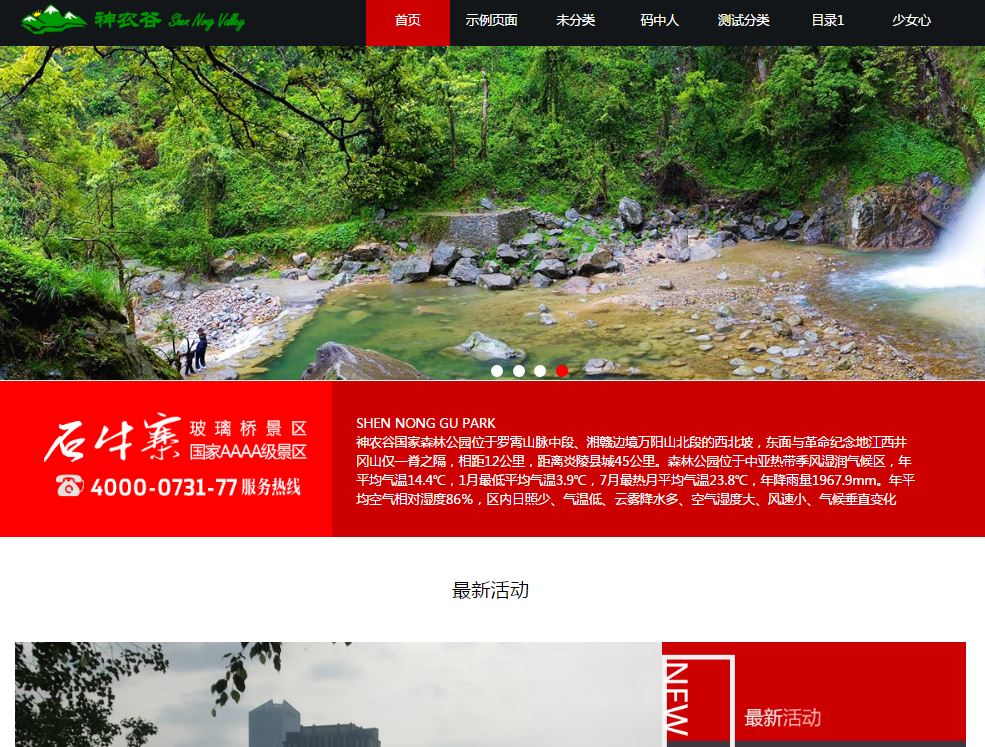 神农谷 Shen Nong Vallley
首页 示例页面 未分类 码中人 测试分类 目录1 少女心
石牛寨 玻璃桥景区
国家AAAA级景区
4000-0731-77 服务热线
SHEN NONG GU PARK
神农谷国家森林公园位于罗霄山脉中段、湘赣边境万阳山北段的西北坡，东面与革命纪念地江西井
冈山仅一脊之隔，相距12公里，距离炎陵县城45公里。森林公园位于中亚热带季风湿润气候区，年
平均气温14.4℃，1月最低平均气温3.9℃，7月最热月平均气温23.8℃，年降雨量1967.9mm。年平
均空气相对湿度86％，区内日照少、气温低、云雾降水多、空气湿度大、风速小、气候垂直变化
最新活动
NEW
最新活动